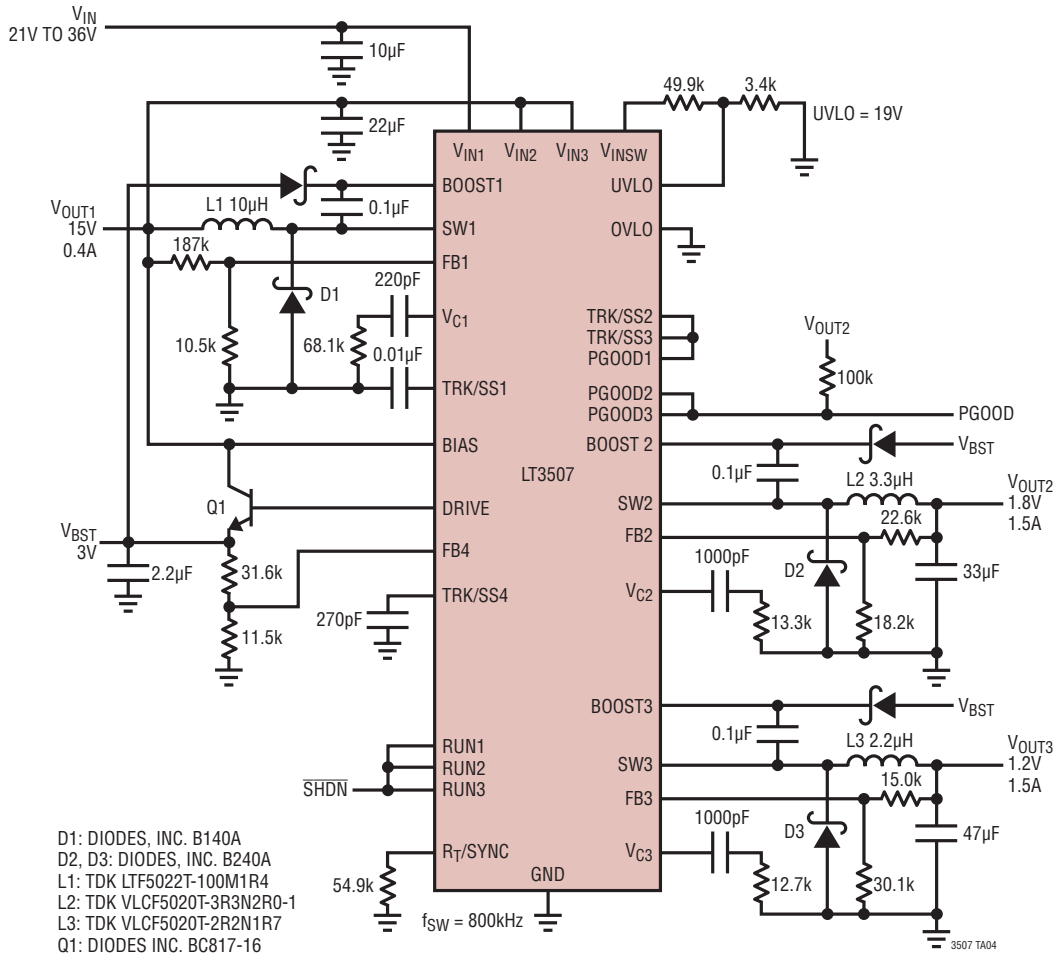 VIN
21V TO 36V
10µF
22µF
49.9k
3.4k
UVLO = 19V
VIN1
VIN2
VIN3
VINSW
BOOST1
UVLO
VOUT1
15V
0.4A
L1 10µH
0.1µF
SW1
OVLO
187k
FB1
220pF
D1
VC1
TRK/SS2
TRK/SS3
PGOOD1
VOUT2
10.5k
68.1k
0.01µF
100k
TRK/SS1
PGOOD2
PGOOD3
PGOOD
BIAS
BOOST 2
VBST
LT3507
0.1µF
L2 3.3µH
VOUT2
1.8V
1.5A
Q1
DRIVE
SW2
22.6k
VBST
3V
FB4
FB2
2.2µF
31.6k
1000pF
D2
33µF
TRK/SS4
VC2
270pF
11.5k
13.3k
18.2k
BOOST3
VBST
0.1µF
L3 2.2µH
VOUT3
1.2V
1.5A
RUN1
RUN2
RUN3
SHDN
SW3
15.0k
FB3
1000pF
D3
47µF
RT/SYNC
VC3
54.9k
GND
12.7k
30.1k
fSW = 800kHz
D1: DIODES, INC. B140A
D2, D3: DIODES, INC. B240A
L1: TDK LTF5022T-100M1R4
L2: TDK VLCF5020T-3R3N2R0-1
L3: TDK VLCF5020T-2R2N1R7
Q1: DIODES INC. BC817-16
3507 TA04